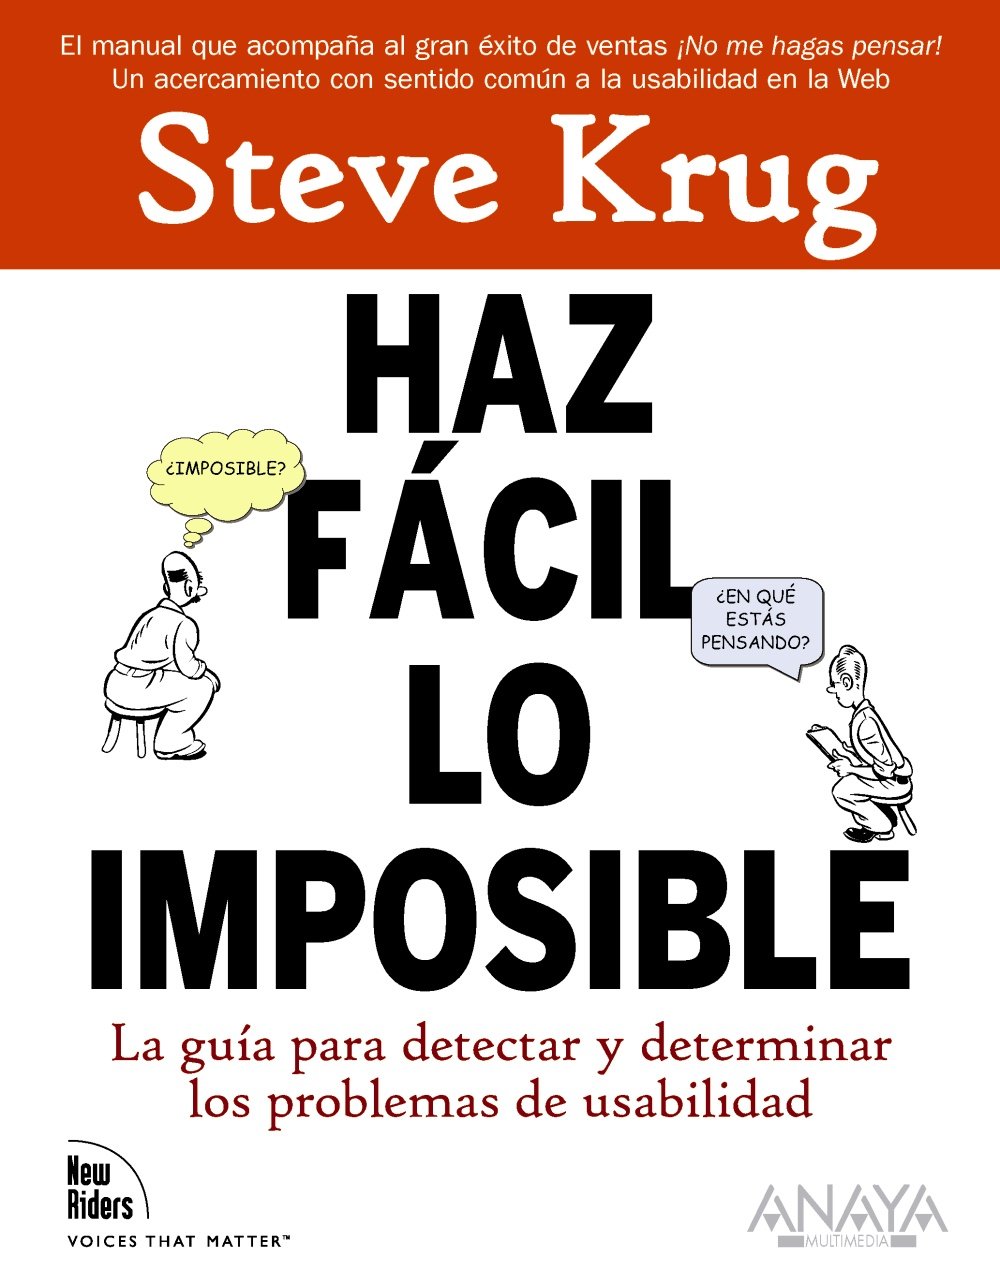 El manual que acompaña al gran éxito de ventas ¡No me hagas pensar!
Un acercamiento con sentido común a la usabilidad en la Web
Steve Krug
HAZ
FÁCIL
LO
IMPOSIBLE
¿IMPOSIBLE?
¿EN QUÉ
ESTÁS
PENSANDO?
La guía para detectar y determinar
los problemas de usabilidad
New
Riders
VOICES THAT MATTER™
ANAYA
MULTIMEDIA